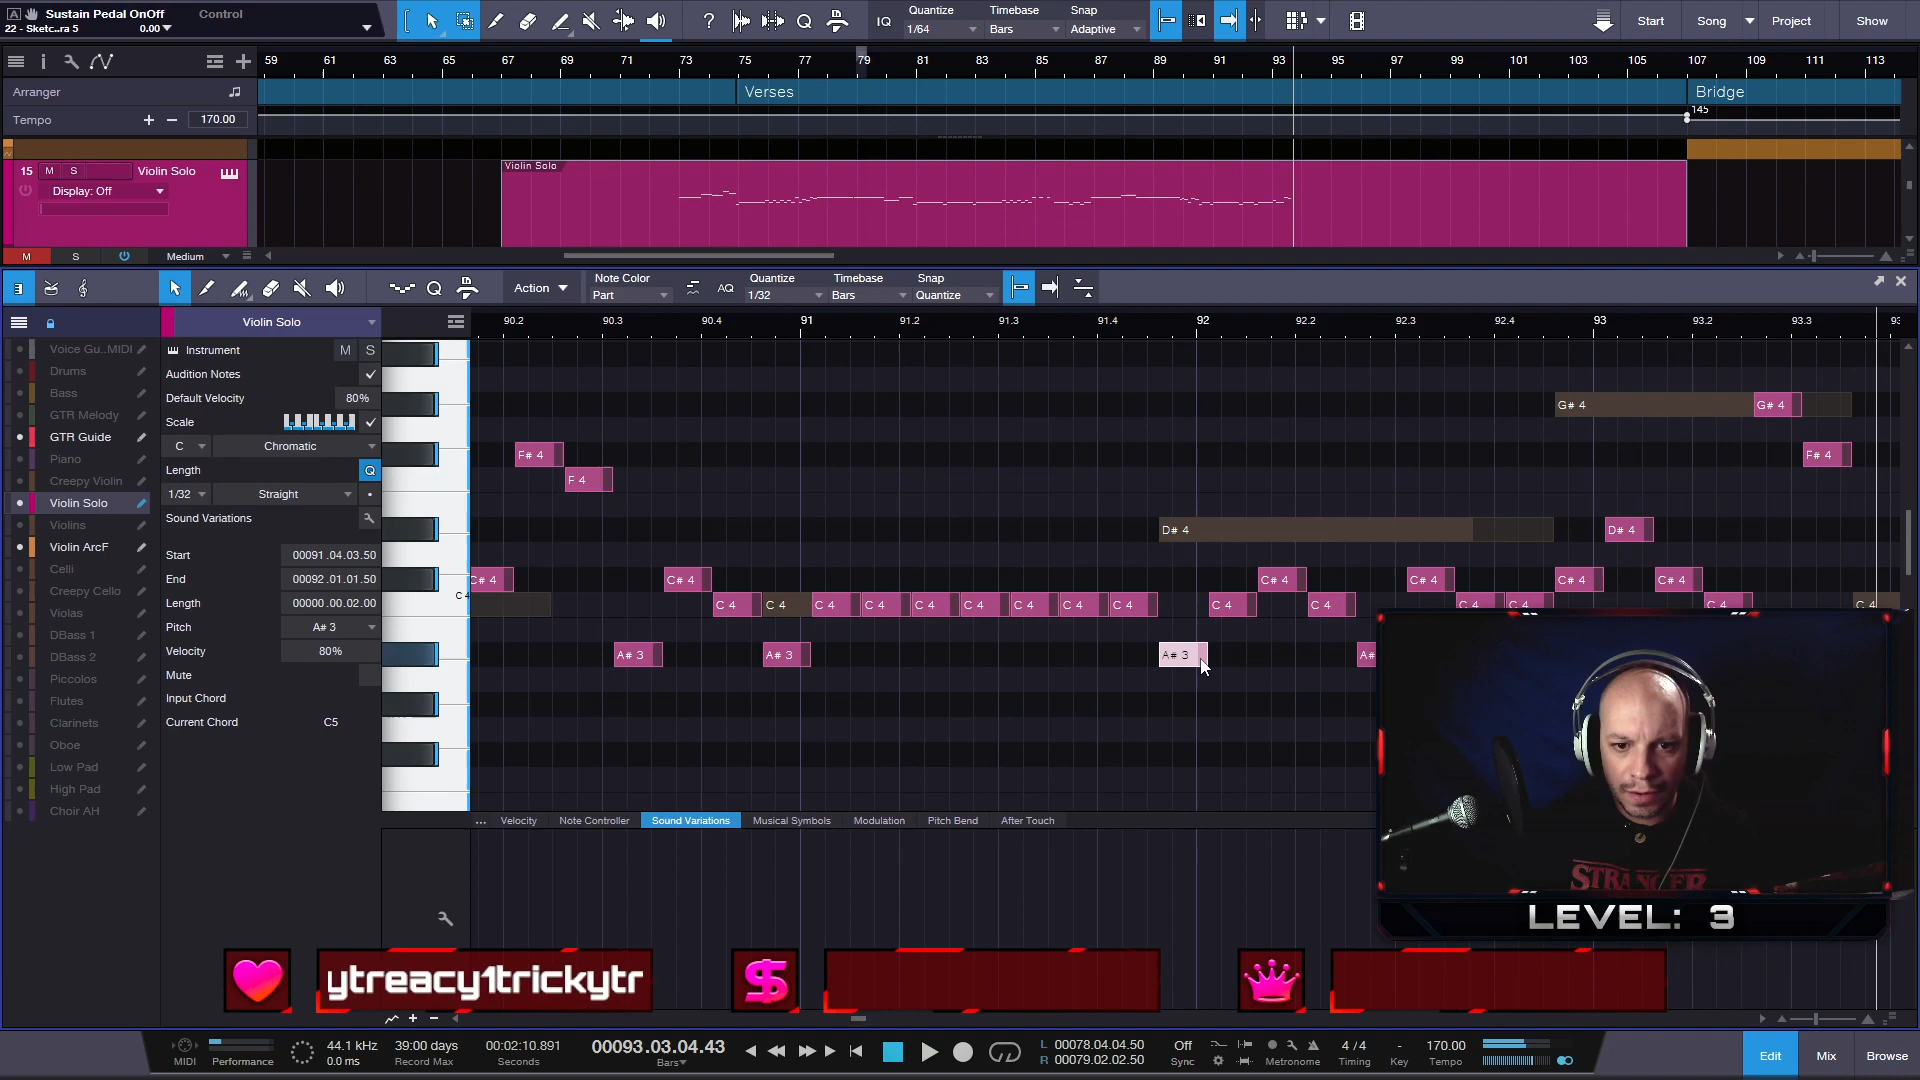 Sustain Pedal OnOff Control
22 - Sketc..ra 5 0.00
IQ
Quantize
1/64
Timebase
Bars
Snap
Adaptive
Start Song Project Show
59 61 63 65 67 69 71 73 75 77 79 81 83 85 87 89 91 93 95 97 99 101 103 105 107 109 111 113
Arranger
Verses
Bridge
Tempo + − 170.00
145
15 M S Violin Solo
Display: Off
Violin Solo
M S Medium
Action
Note Color
Part
AQ
Quantize
1/32
Timebase
Bars
Snap
Quantize
Violin Solo
90.2 90.3 90.4 91 91.2 91.3 91.4 92 92.2 92.3 92.4 93 93.2 93.3
Voice Gu..MIDI
Drums
Bass
GTR Melody
GTR Guide
Piano
Creepy Violin
Violin Solo
Violins
Violin ArcF
Celli
Creepy Cello
Violas
DBass 1
DBass 2
Piccolos
Flutes
Clarinets
Oboe
Low Pad
High Pad
Choir AH
Instrument M S
Audition Notes
Default Velocity 80%
Scale
C Chromatic
Length Q
1/32 Straight
Sound Variations
Start 00091.04.03.50
End 00092.01.01.50
Length 00000.00.02.00
Pitch A# 3
Velocity 80%
Mute
Input Chord
Current Chord C5
G# 4 G# 4
F# 4 F# 4
F 4
D# 4 D# 4
C# 4 C# 4 C# 4 C# 4 C# 4 C# 4
C 4 C 4 C 4 C 4 C 4 C 4 C 4 C 4 C 4 C 4 C 4 C 4 C 4 C 4 C 4 C 4
A# 3 A# 3 A# 3 A#
... Velocity Note Controller Sound Variations Musical Symbols Modulation Pitch Bend After Touch
STRANGER
LEVEL: 3
ytreacy1trickytr
$
MIDI Performance
44.1 kHz
0.0 ms
39:00 days
Record Max
00:02:10.891
Seconds
00093.03.04.43
Bars
L 00078.04.04.50
R 00079.02.02.50
Off
Sync
Metronome
4 / 4
Timing
-
Key
170.00
Tempo
Edit Mix Browse